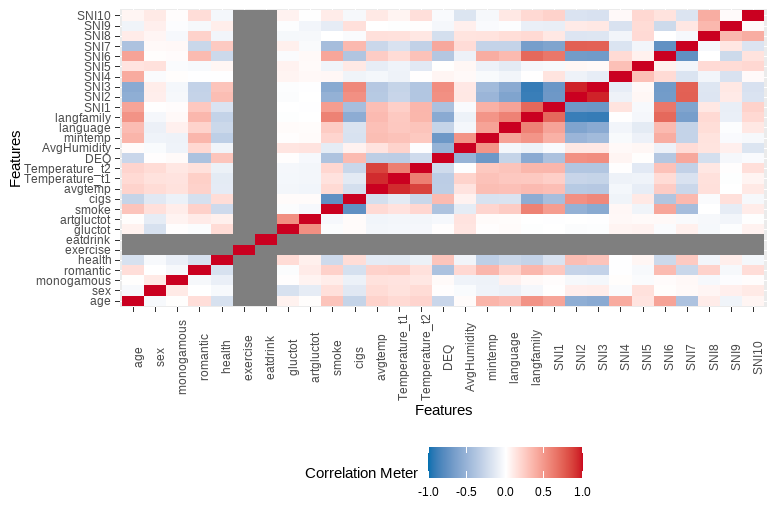 Features
SNI10
SNI9
SNI8
SNI7
SNI6
SNI5
SNI4
SNI3
SNI2
SNI1
langfamily
language
mintemp
AvgHumidity
DEQ
Temperature_t2
Temperature_t1
avgtemp
cigs
smoke
artgluctot
gluctot
eatdrink
exercise
health
romantic
monogamous
sex
age
age
sex
monogamous
romantic
health
exercise
eatdrink
gluctot
artgluctot
smoke
cigs
avgtemp
Temperature_t1
Temperature_t2
DEQ
AvgHumidity
mintemp
language
langfamily
SNI1
SNI2
SNI3
SNI4
SNI5
SNI6
SNI7
SNI8
SNI9
SNI10
Features
Correlation Meter
-1.0 -0.5 0.0 0.5 1.0